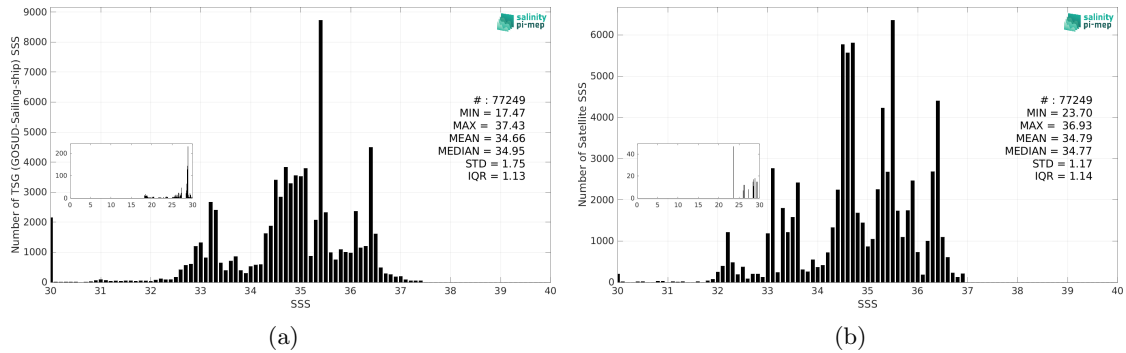 9000
8000
7000
6000
5000
4000
3000
2000
1000
0
Number of TSG (GOSUD-Sailing-ship) SSS
salinity
pi-mep
# : 77249
MIN = 17.47
MAX = 37.43
MEAN = 34.66
MEDIAN = 34.95
STD = 1.75
IQR = 1.13
200
100
0
0 5 10 15 20 25 30
30 31 32 33 34 35 36 37 38 39 40
SSS
(a)
6000
5000
4000
3000
2000
1000
0
Number of Satellite SSS
salinity
pi-mep
# : 77249
MIN = 23.70
MAX = 36.93
MEAN = 34.79
MEDIAN = 34.77
STD = 1.17
IQR = 1.14
40
20
0
0 5 10 15 20 25 30
30 31 32 33 34 35 36 37 38 39 40
SSS
(b)